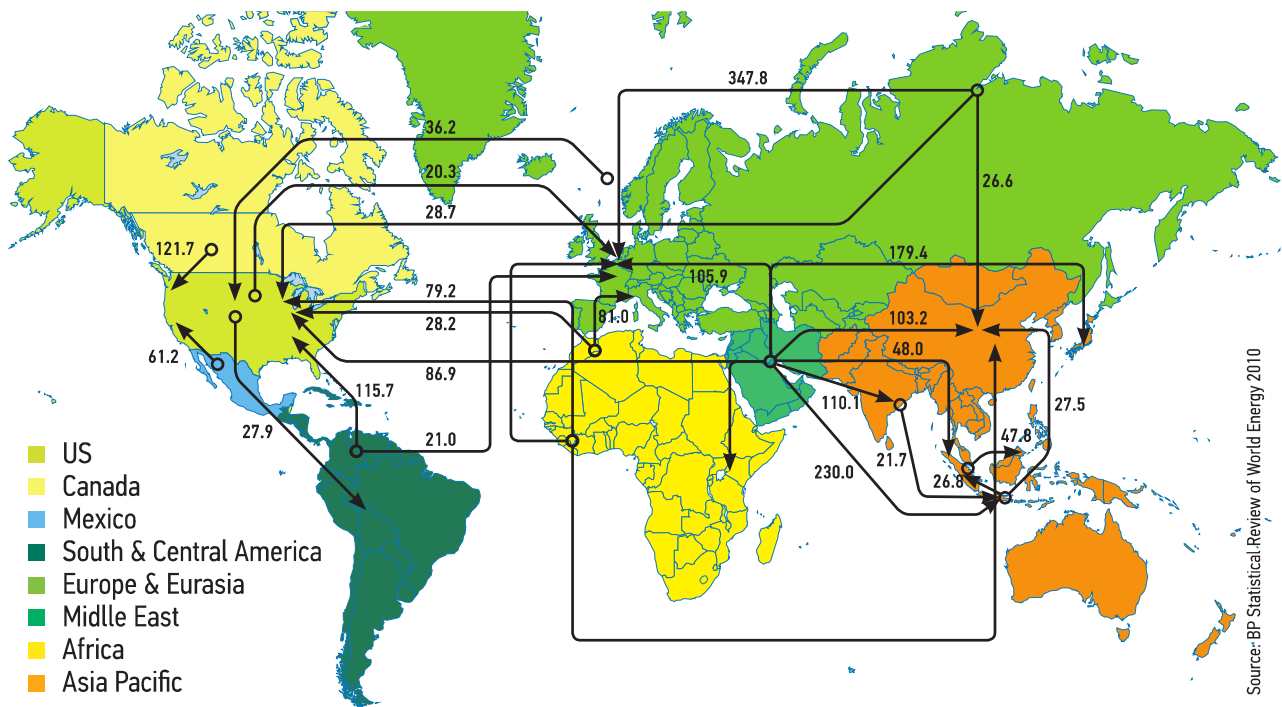 347.8
36.2
20.3
28.7
26.6
121.7
179.4
105.9
79.2
28.2
81.0
103.2
48.0
61.2
86.9
115.7
110.1
27.5
27.9
21.0
47.8
21.7
230.0
26.8
US
Canada
Mexico
South & Central America
Europe & Eurasia
Midlle East
Africa
Asia Pacific
Source: BP Statistical Review of World Energy 2010